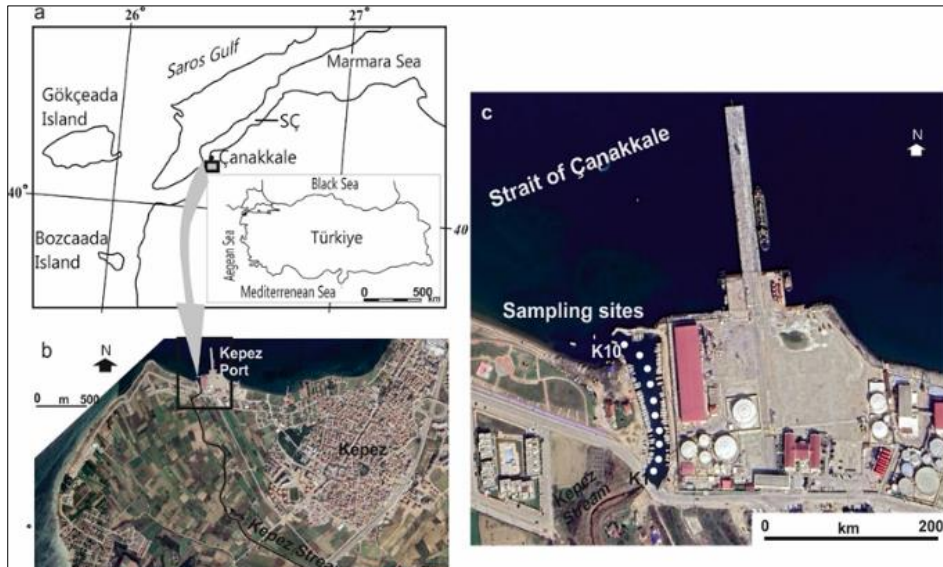 a
26°
27°
Saros Gulf
Marmara Sea
Gökçeada
Island
SÇ
Çanakkale
40°
40
Bozcaada
Island
Black Sea
Türkiye
Aegean Sea
Mediterranean Sea
0 500
km
b
N
Kepez
Port
0 m 500
Kepez
Kepez Stream
c
N
Strait of Çanakkale
Sampling sites
K10
K1
Kepez
Stream
0 200
km